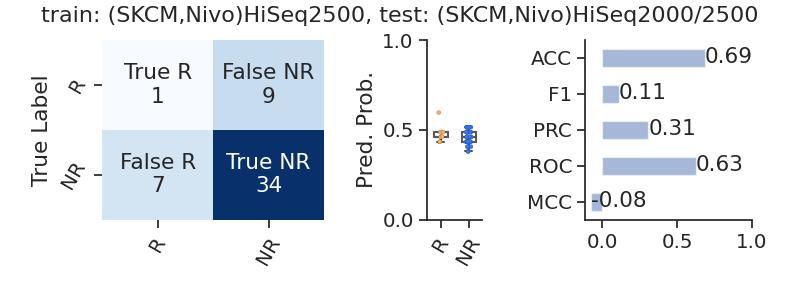 train: (SKCM,Nivo)HiSeq2500, test: (SKCM,Nivo)HiSeq2000/2500
True Label
R
NR
True R
1
False NR
9
False R
7
True NR
34
R
NR
Pred. Prob.
1.0
0.5
0.0
R
NR
ACC
0.69
F1
0.11
PRC
0.31
ROC
0.63
MCC
-0.08
0.0
0.5
1.0